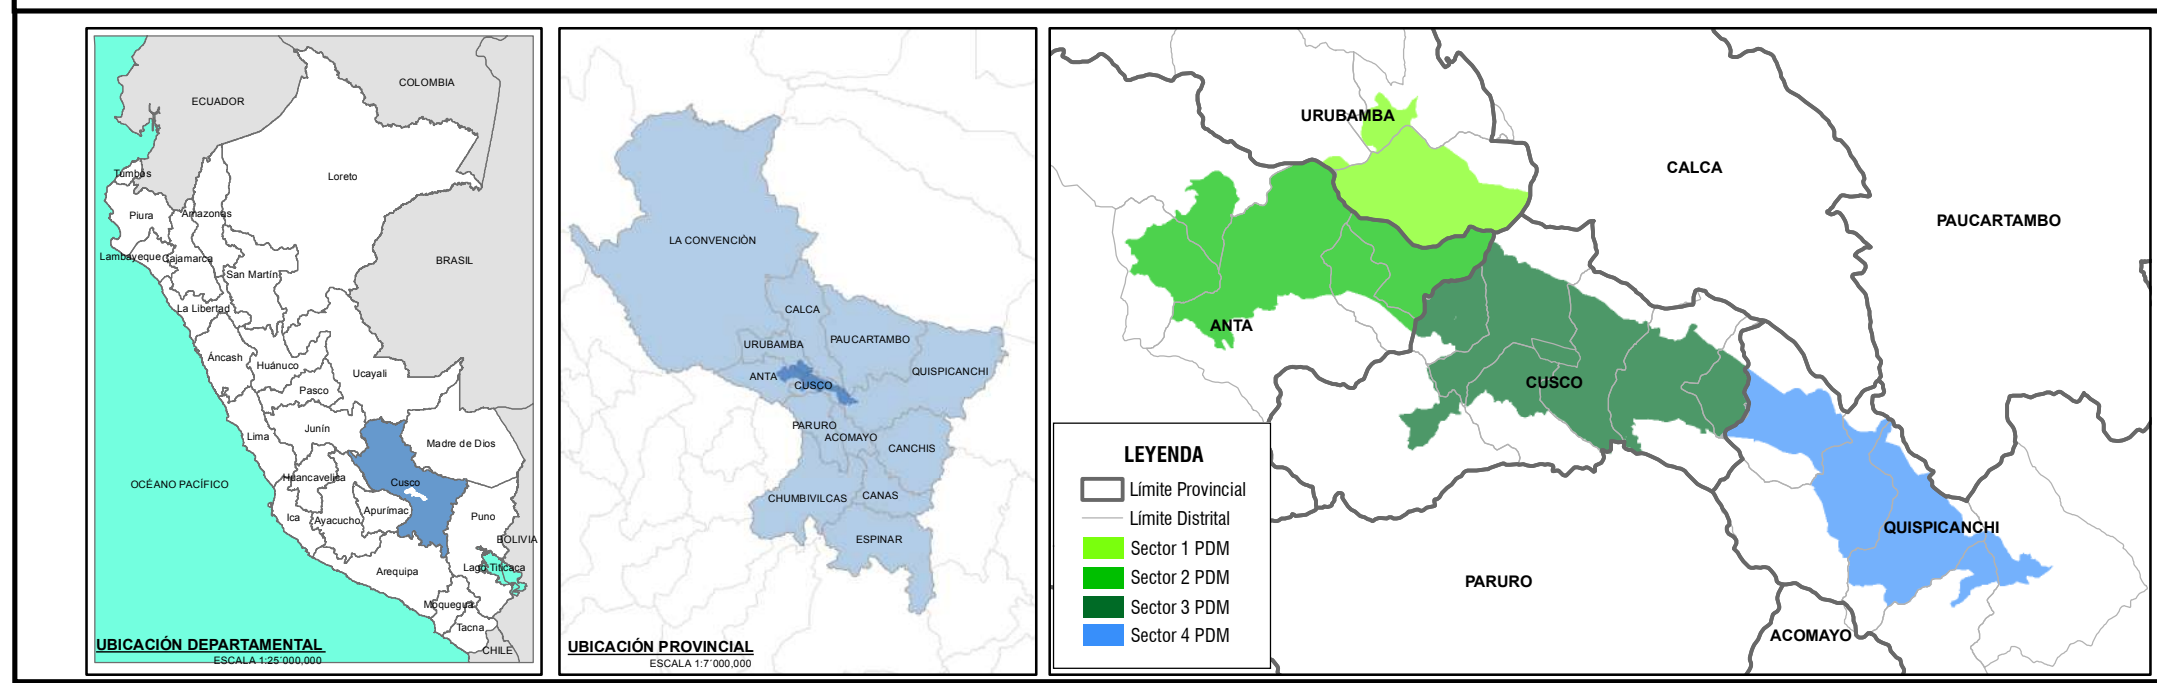 COLOMBIA
ECUADOR
Tumbes
Loreto
Piura
Amazonas
Lambayeque
Cajamarca
San Martín
BRASIL
La Libertad
Áncash
Huánuco
Ucayali
Pasco
Junín
Lima
Madre de Dios
Huancavelica
Cusco
OCÉANO PACÍFICO
Ica
Ayacucho
Apurímac
Puno
BOLIVIA
Arequipa
Lago Titicaca
Moquegua
Tacna
CHILE
UBICACIÓN DEPARTAMENTAL
ESCALA 1:25'000,000
LA CONVENCIÓN
CALCA
URUBAMBA
PAUCARTAMBO
ANTA
CUSCO
QUISPICANCHI
PARURO
ACOMAYO
CANCHIS
CHUMBIVILCAS
CANAS
ESPINAR
UBICACIÓN PROVINCIAL
ESCALA 1:7'000,000
URUBAMBA
CALCA
PAUCARTAMBO
ANTA
CUSCO
QUISPICANCHI
PARURO
ACOMAYO
LEYENDA
Límite Provincial
Límite Distrital
Sector 1 PDM
Sector 2 PDM
Sector 3 PDM
Sector 4 PDM